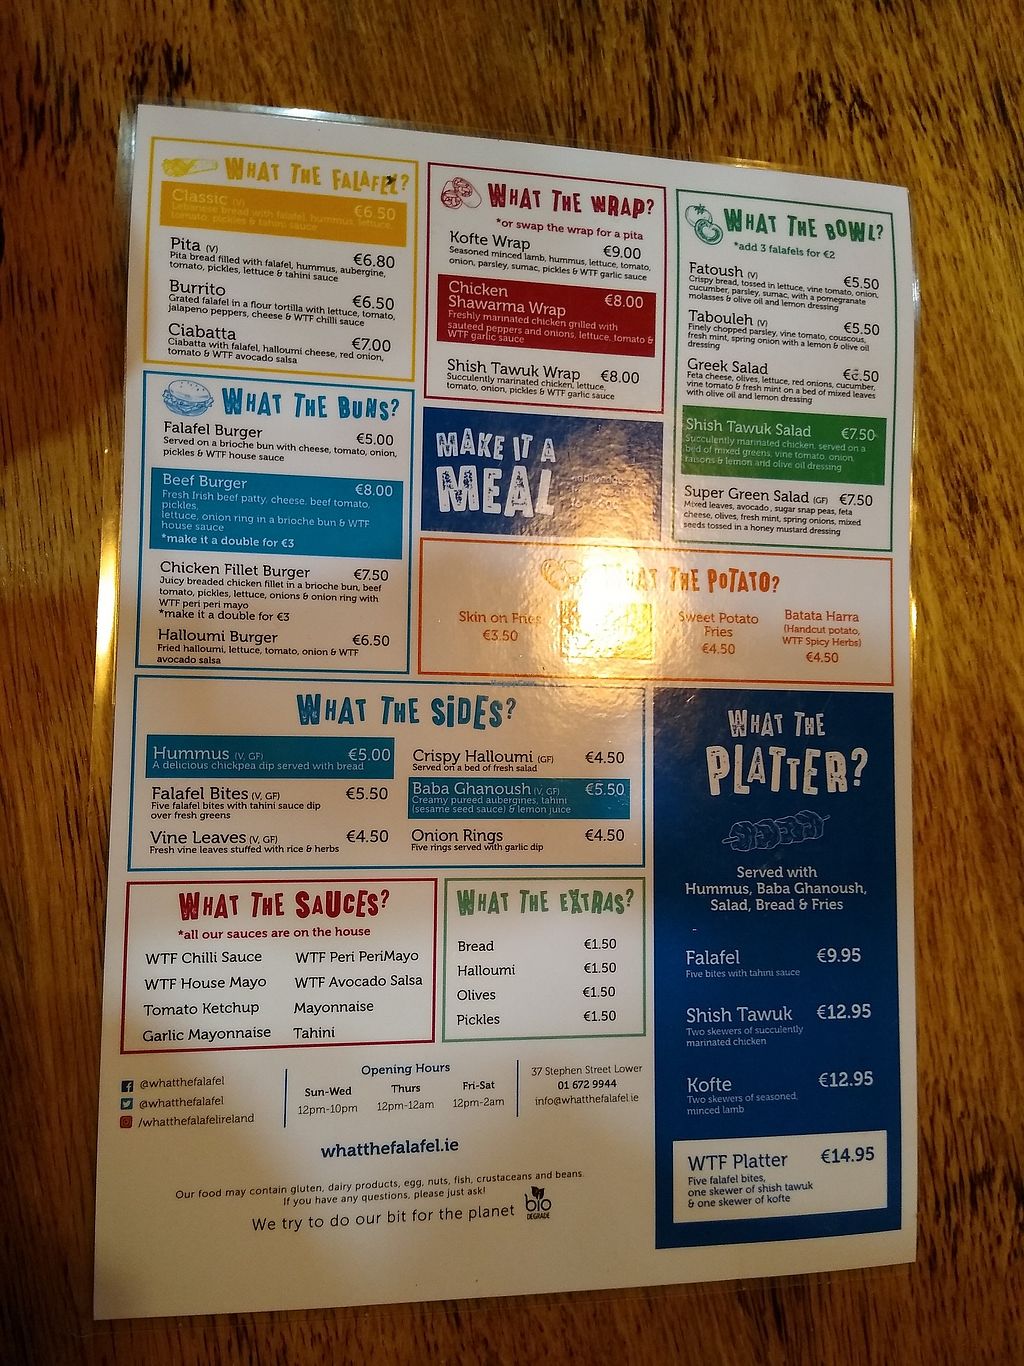 WHAT THE FALAFEL?
Classic (V) €6.50
Lebanese bread with falafel, hummus, lettuce,
tomato, pickles & tahini sauce
Pita (V) €6.80
Pita bread filled with falafel, hummus, aubergine,
tomato, pickles, lettuce & tahini sauce
Burrito €6.50
Grated falafel in a flour tortilla with lettuce, tomato,
jalapeno peppers, cheese & WTF chilli sauce
Ciabatta €7.00
Ciabatta with falafel, halloumi cheese, red onion,
tomato & WTF avocado salsa
WHAT THE BUNS?
Falafel Burger €5.00
Served on a brioche bun with cheese, tomato, onion,
pickles & WTF house sauce
Beef Burger €8.00
Fresh Irish beef patty, cheese, beef tomato,
pickles,
lettuce, onion ring in a brioche bun & WTF
house sauce
*make it a double for €3
Chicken Fillet Burger €7.50
Juicy breaded chicken fillet in a brioche bun, beef
tomato, pickles, lettuce, onions & onion ring with
WTF peri peri mayo
*make it a double for €3
Halloumi Burger €6.50
Fried halloumi, lettuce, tomato, onion & WTF
avocado salsa
WHAT THE WRAP?
*or swap the wrap for a pita
Kofte Wrap €9.00
Seasoned minced lamb, hummus, lettuce, tomato,
onion, parsley, sumac, pickles & WTF garlic sauce
Chicken
Shawarma Wrap €8.00
Freshly marinated chicken grilled with
sauteed peppers and onions, lettuce, tomato &
WTF garlic sauce
Shish Tawuk Wrap €8.00
Succulently marinated chicken, lettuce,
tomato, onion, pickles & WTF garlic sauce
MAKE IT A
MEAL
WHAT THE BOWL?
*add 3 falafels for €2
Fatoush (V) €5.50
Crispy bread, tossed in lettuce, vine tomato, onion,
cucumber, parsley, sumac, with a pomegranate
molasses & olive oil and lemon dressing
Tabouleh (V) €5.50
Finely chopped parsley, vine tomato, couscous,
fresh mint, spring onion with a lemon & olive oil
dressing
Greek Salad
Feta cheese, olives, lettuce, red onions, cucumber,
vine tomato & fresh mint on a bed of mixed leaves
with olive oil and lemon dressing
Shish Tawuk Salad €7.50
Succulently marinated chicken, served on a
bed of mixed greens, vine tomato, onion,
raisons & lemon and olive oil dressing
Super Green Salad (GF) €7.50
Mixed leaves, avocado, sugar snap peas, feta
cheese, olives, fresh mint, spring onions, mixed
seeds tossed in a honey mustard dressing
WHAT THE POTATO?
Skin on Fries
€3.50
Sweet Potato
Fries
€4.50
Batata Harra
(Handcut potato,
WTF Spicy Herbs)
€4.50
WHAT THE SIDES?
Hummus (V, GF) €5.00
A delicious chickpea dip served with bread
Falafel Bites (V, GF) €5.50
Five falafel bites with tahini sauce dip
over fresh greens
Vine Leaves (V, GF) €4.50
Fresh vine leaves stuffed with rice & herbs
Crispy Halloumi (GF) €4.50
Served on a bed of fresh salad
Baba Ghanoush (V, GF) €5.50
Creamy pureed aubergines, tahini
(sesame seed sauce) & lemon juice
Onion Rings €4.50
Five rings served with garlic dip
WHAT THE SAUCES?
*all our sauces are on the house
WTF Chilli Sauce WTF Peri PeriMayo
WTF House Mayo WTF Avocado Salsa
Tomato Ketchup Mayonnaise
Garlic Mayonnaise Tahini
WHAT THE EXTRAS?
Bread €1.50
Halloumi €1.50
Olives €1.50
Pickles €1.50
WHAT THE
PLATTER?
Served with
Hummus, Baba Ghanoush,
Salad, Bread & Fries
Falafel €9.95
Five bites with tahini sauce
Shish Tawuk €12.95
Two skewers of succulently
marinated chicken
Kofte €12.95
Two skewers of seasoned,
minced lamb
WTF Platter €14.95
Five falafel bites,
one skewer of shish tawuk
& one skewer of kofte
@whatthefalafel
@whatthefalafel
/whatthefalafelireland
Opening Hours
Sun-Wed Thurs Fri-Sat
12pm-10pm 12pm-12am 12pm-2am
37 Stephen Street Lower
01 672 9944
info@whatthefalafel.ie
whatthefalafel.ie
Our food may contain gluten, dairy products, egg, nuts, fish, crustaceans and beans.
If you have any questions, please just ask!
We try to do our bit for the planet
bio
DEGRADE